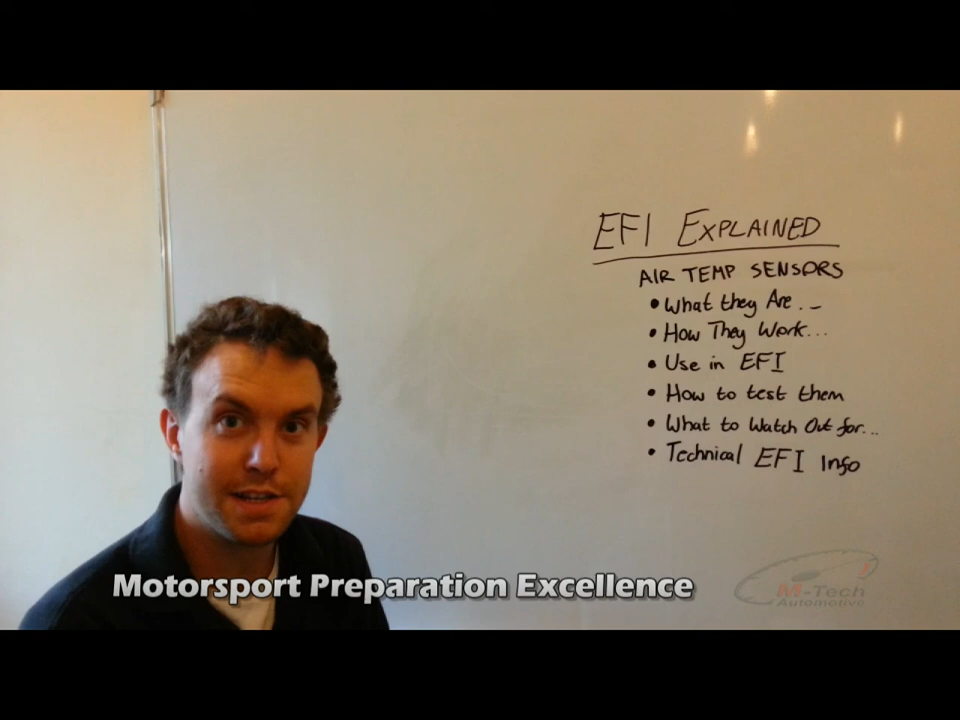 EFI EXPLAINED
AIR TEMP SENSORS
• What they Are...
• How They Work...
• Use in EFI
• How to test them
• What to Watch Out for...
• Technical EFI Info
Motorsport Preparation Excellence
M-Tech
Automotive